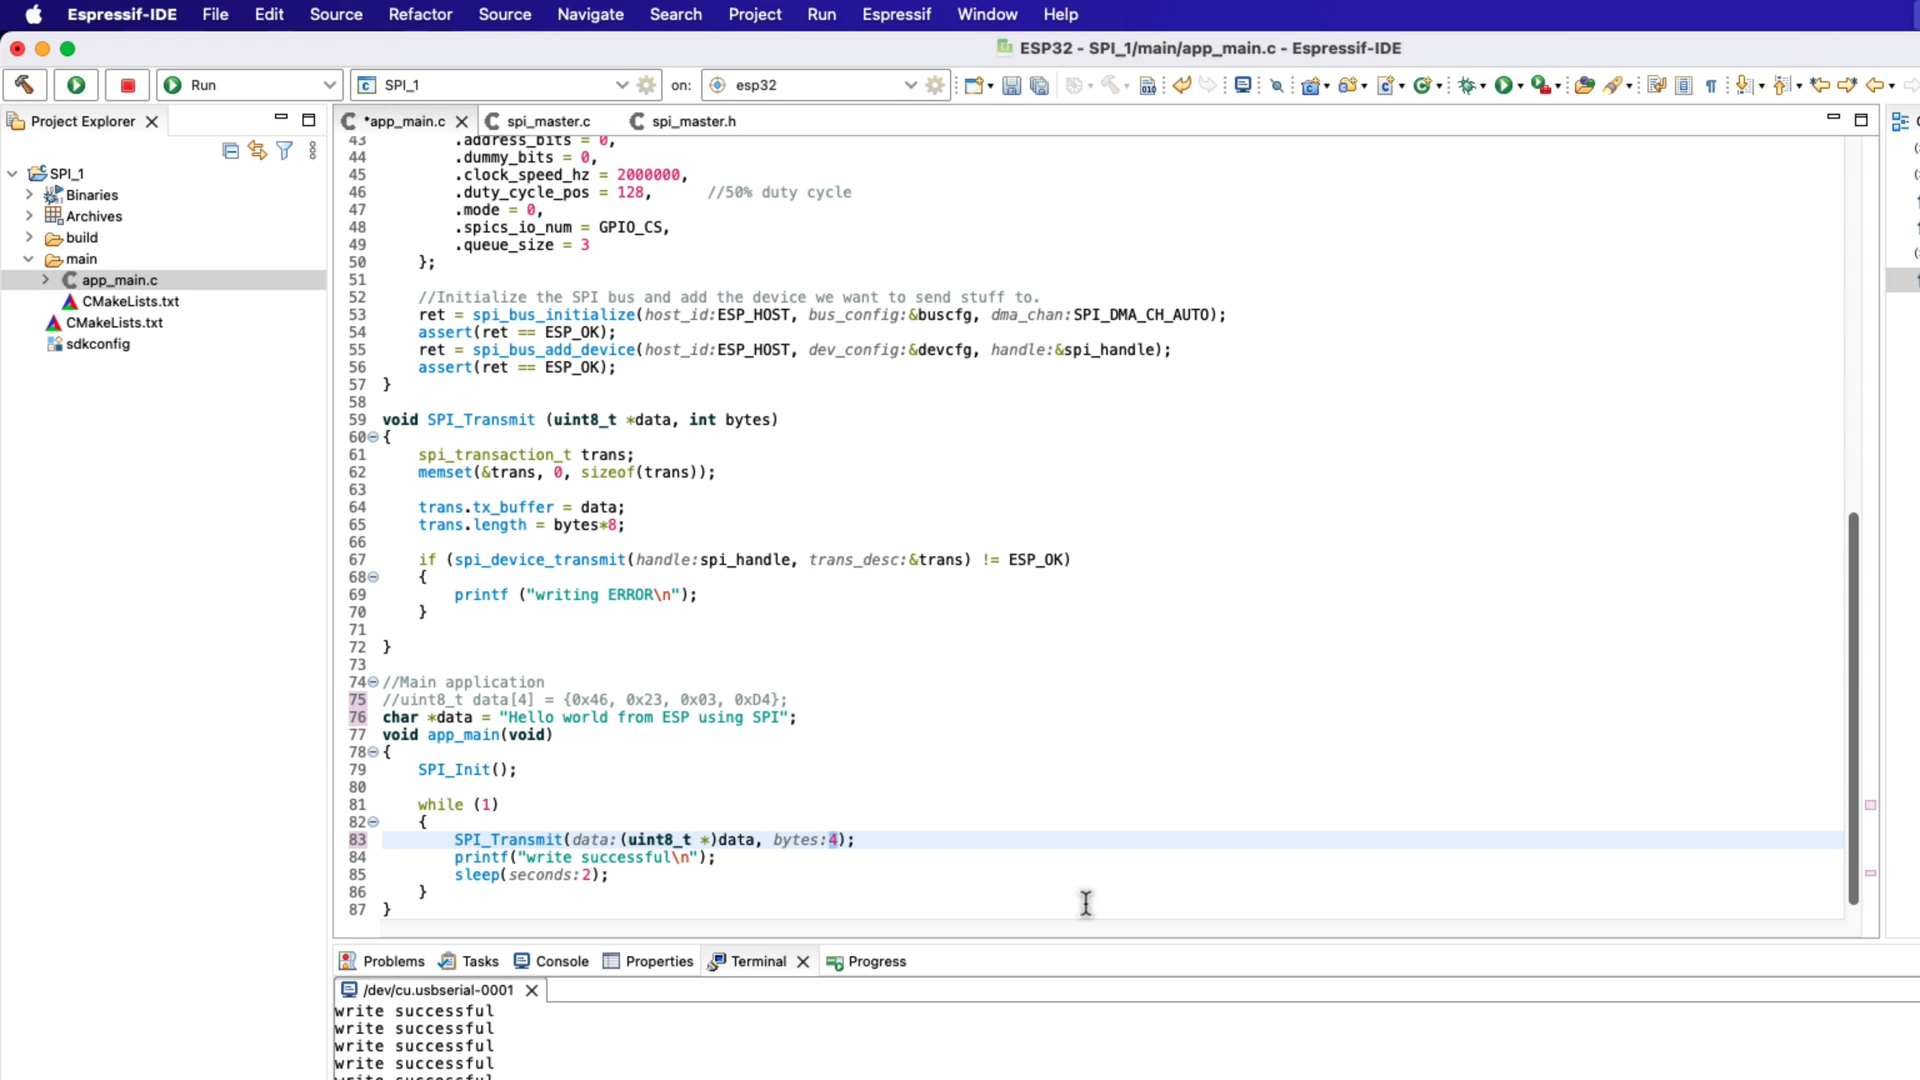 Espressif-IDE File Edit Source Refactor Source Navigate Search Project Run Espressif Window Help
ESP32 - SPI_1/main/app_main.c - Espressif-IDE
Run SPI_1 on: esp32
Project Explorer
*app_main.c spi_master.c spi_master.h
SPI_1
Binaries
Archives
build
main
app_main.c
CMakeLists.txt
CMakeLists.txt
sdkconfig
43 .address_bits = 0,
44 .dummy_bits = 0,
45 .clock_speed_hz = 2000000,
46 .duty_cycle_pos = 128, //50% duty cycle
47 .mode = 0,
48 .spics_io_num = GPIO_CS,
49 .queue_size = 3
50 };
51
52 //Initialize the SPI bus and add the device we want to send stuff to.
53 ret = spi_bus_initialize(host_id:ESP_HOST, bus_config:&buscfg, dma_chan:SPI_DMA_CH_AUTO);
54 assert(ret == ESP_OK);
55 ret = spi_bus_add_device(host_id:ESP_HOST, dev_config:&devcfg, handle:&spi_handle);
56 assert(ret == ESP_OK);
57 }
58
59 void SPI_Transmit (uint8_t *data, int bytes)
60 {
61 spi_transaction_t trans;
62 memset(&trans, 0, sizeof(trans));
63
64 trans.tx_buffer = data;
65 trans.length = bytes*8;
66
67 if (spi_device_transmit(handle:spi_handle, trans_desc:&trans) != ESP_OK)
68 {
69 printf ("writing ERROR\n");
70 }
71
72 }
73
74 //Main application
75 //uint8_t data[4] = {0x46, 0x23, 0x03, 0xD4};
76 char *data = "Hello world from ESP using SPI";
77 void app_main(void)
78 {
79 SPI_Init();
80
81 while (1)
82 {
83 SPI_Transmit(data:(uint8_t *)data, bytes:4);
84 printf("write successful\n");
85 sleep(seconds:2);
86 }
87 }
Problems Tasks Console Properties Terminal Progress
/dev/cu.usbserial-0001
write successful
write successful
write successful
write successful
write successful